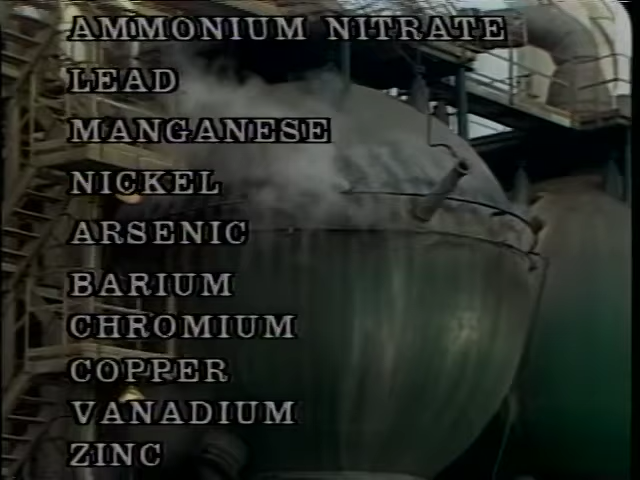 AMMONIUM NITRATE
LEAD
MANGANESE
NICKEL
ARSENIC
BARIUM
CHROMIUM
COPPER
VANADIUM
ZINC